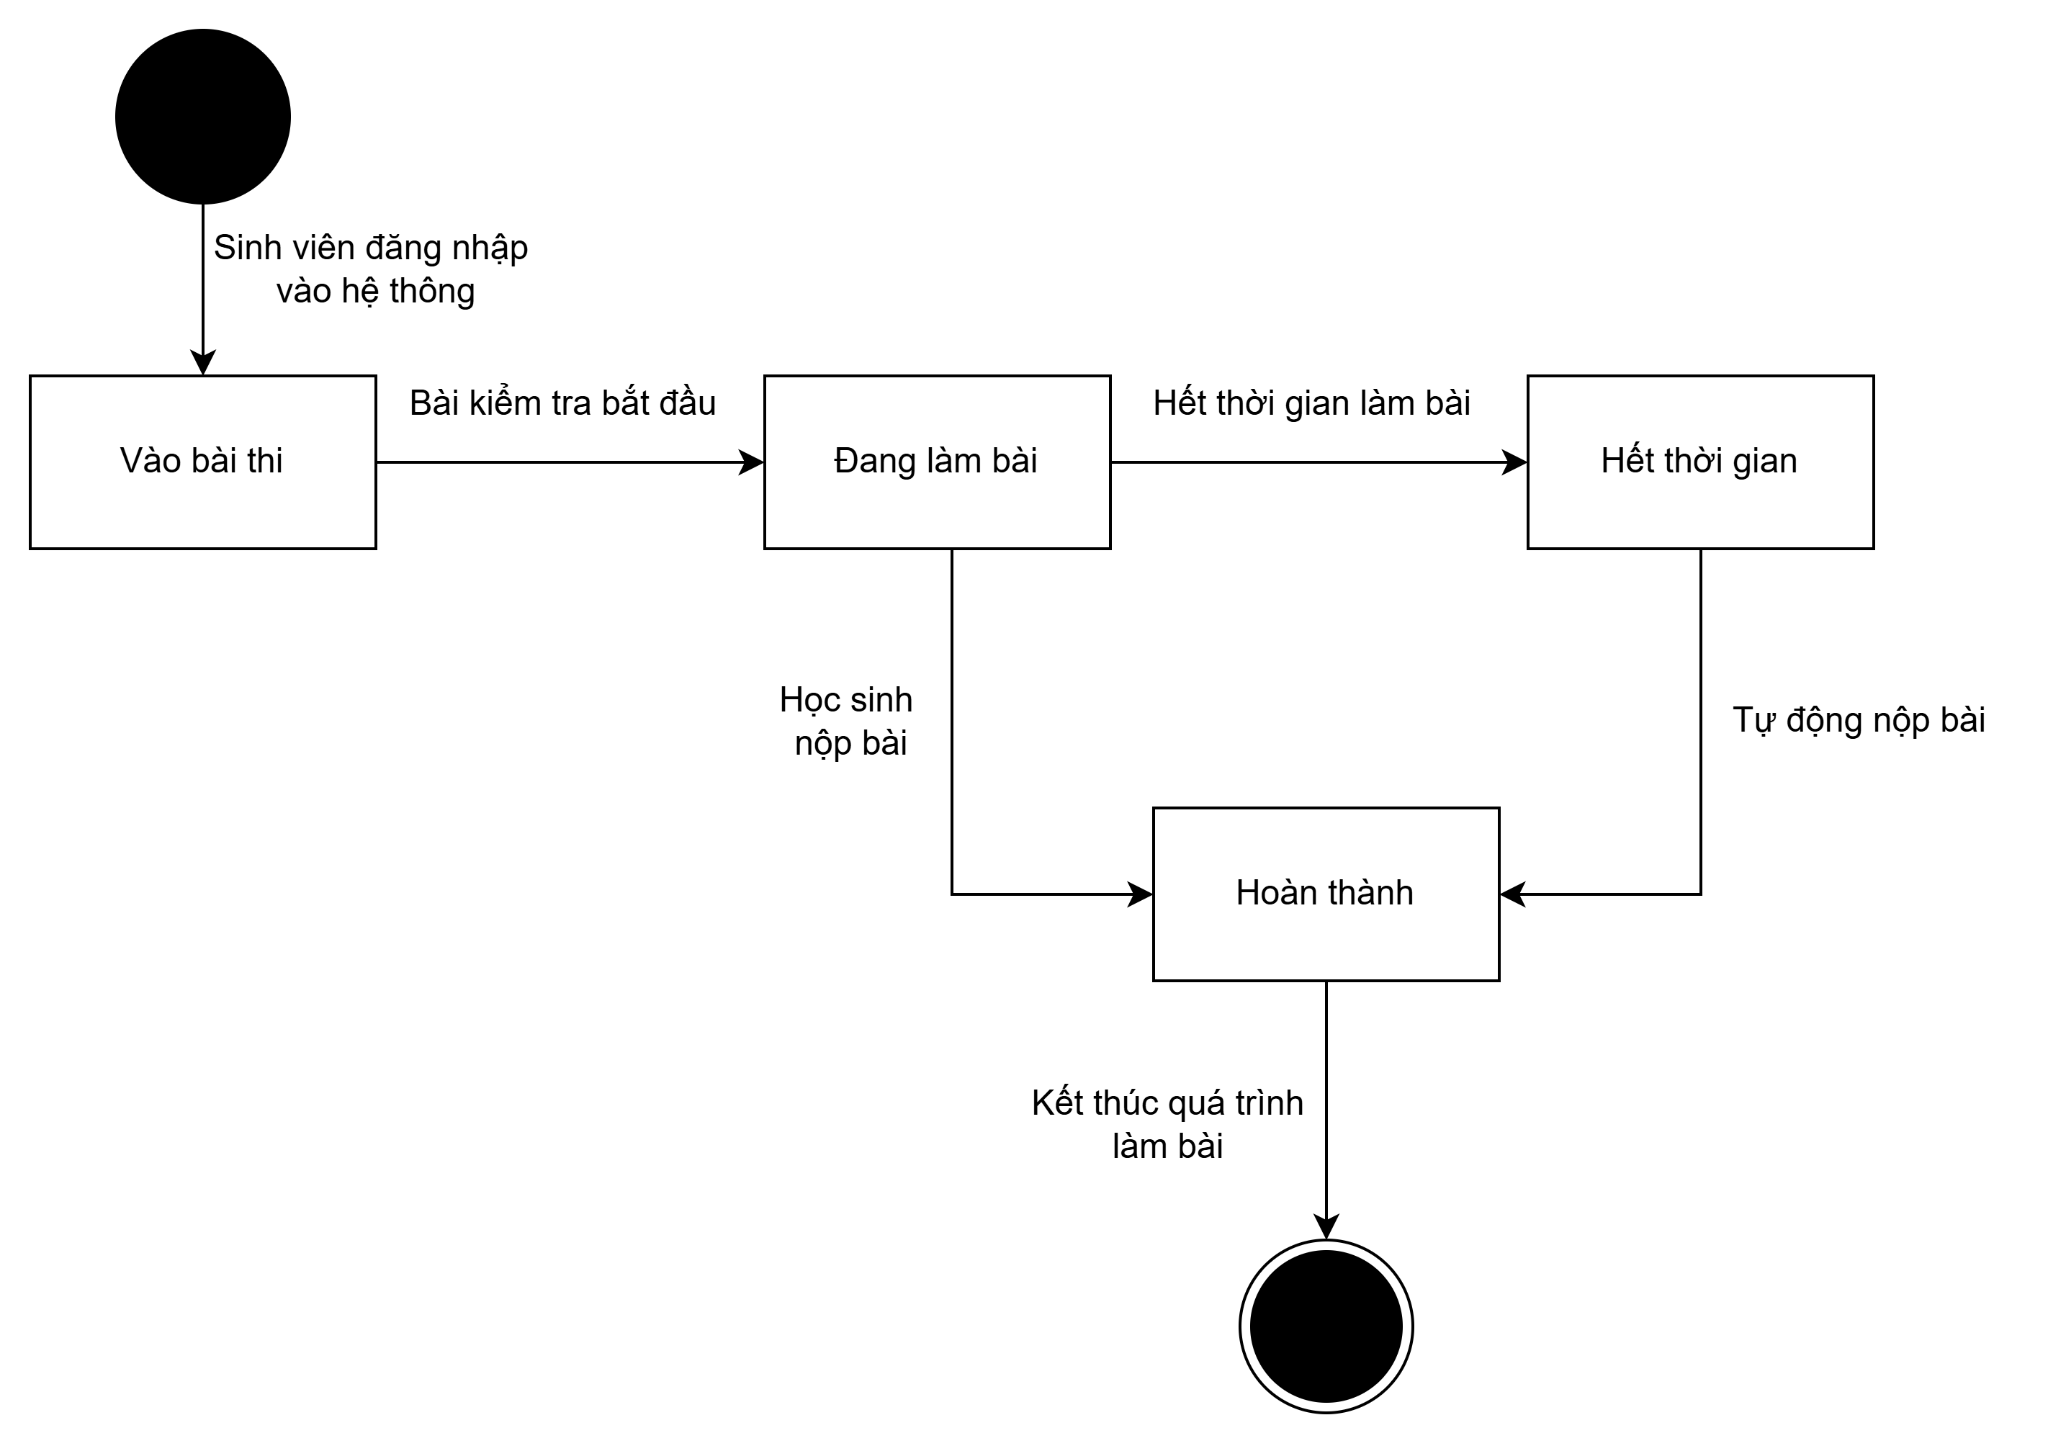 Sinh viên đăng nhập
vào hệ thông
Bài kiểm tra bắt đầu
Hết thời gian làm bài
Vào bài thi
Đang làm bài
Hết thời gian
Học sinh
nộp bài
Tự động nộp bài
Hoàn thành
Kết thúc quá trình
làm bài